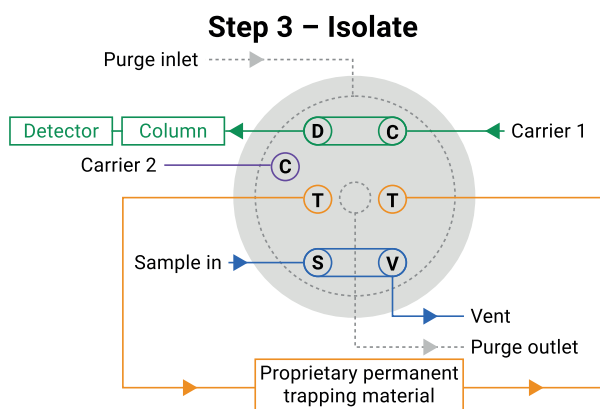 Step 3 – Isolate
Purge inlet
Detector
Column
D
C
Carrier 1
Carrier 2
C
T
T
Sample in
S
V
Vent
Purge outlet
Proprietary permanent
trapping material